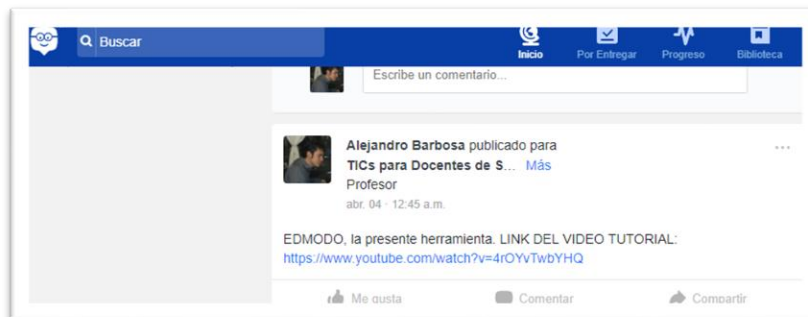 Buscar
Inicio Por Entregar Progreso Biblioteca
Escribe un comentario...
Alejandro Barbosa publicado para
TICs para Docentes de S... Más
Profesor
abr. 04 · 12:45 a.m.
EDMODO, la presente herramienta. LINK DEL VIDEO TUTORIAL:
https://www.youtube.com/watch?v=4rOYvTwbYHQ
Me gusta Comentar Compartir